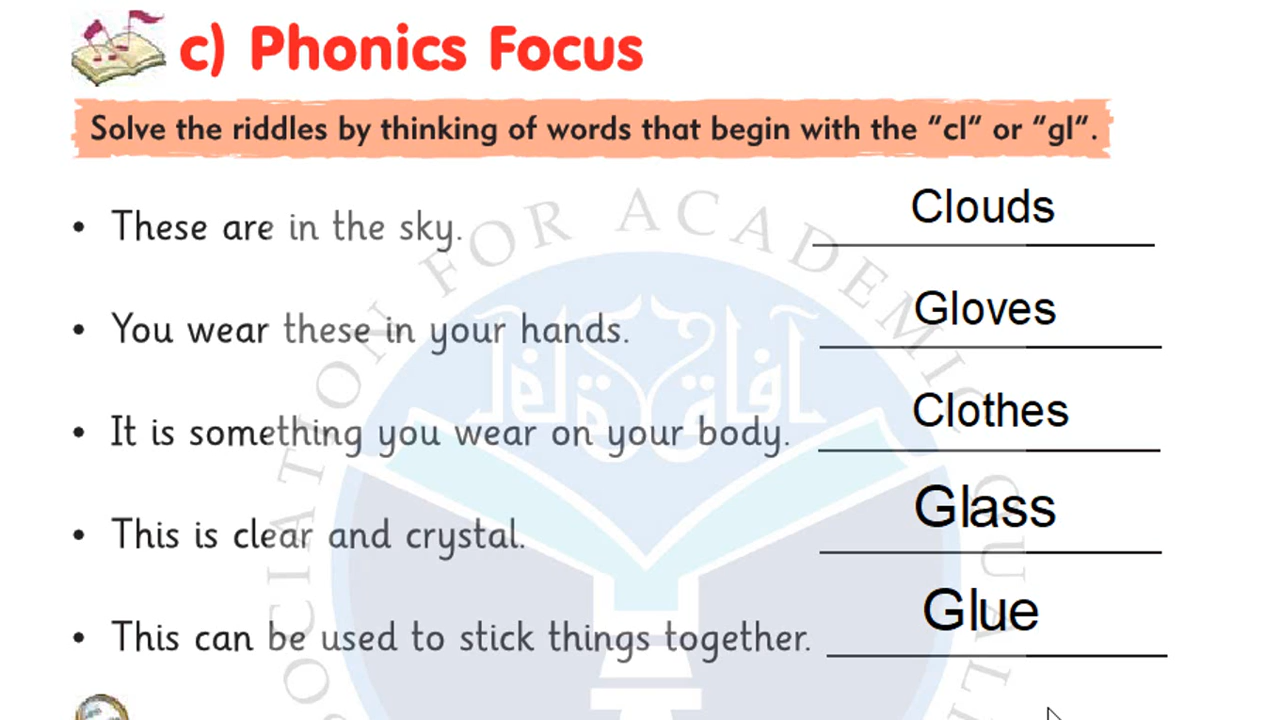 c) Phonics Focus
Solve the riddles by thinking of words that begin with the “cl” or “gl”.
• These are in the sky. Clouds
• You wear these in your hands. Gloves
• It is something you wear on your body. Clothes
• This is clear and crystal. Glass
• This can be used to stick things together. Glue
آفاق